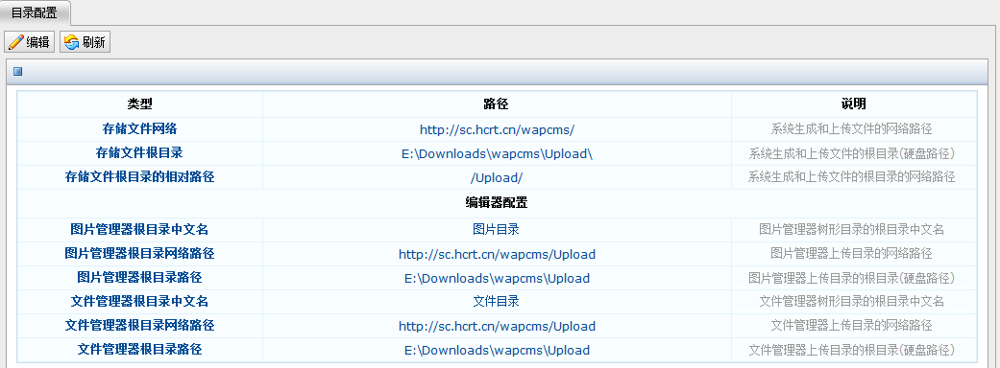 目录配置
编辑 刷新
类型 路径 说明
存储文件网络 http://sc.hcrt.cn/wapcms/ 系统生成和上传文件的网络路径
存储文件根目录 E:\Downloads\wapcms\Upload\ 系统生成和上传文件的根目录(硬盘路径)
存储文件根目录的相对路径 /Upload/ 系统生成和上传文件的根目录的网络路径
编辑器配置
图片管理器根目录中文名 图片目录 图片管理器树形目录的根目录中文名
图片管理器根目录网络路径 http://sc.hcrt.cn/wapcms/Upload 图片管理器上传目录的网络路径
图片管理器根目录路径 E:\Downloads\wapcms\Upload 图片管理器上传目录的根目录(硬盘路径)
文件管理器根目录中文名 文件目录 文件管理器树形目录的根目录中文名
文件管理器根目录网络路径 http://sc.hcrt.cn/wapcms/Upload 文件管理器上传目录的网络路径
文件管理器根目录路径 E:\Downloads\wapcms\Upload 文件管理器上传目录的根目录(硬盘路径)